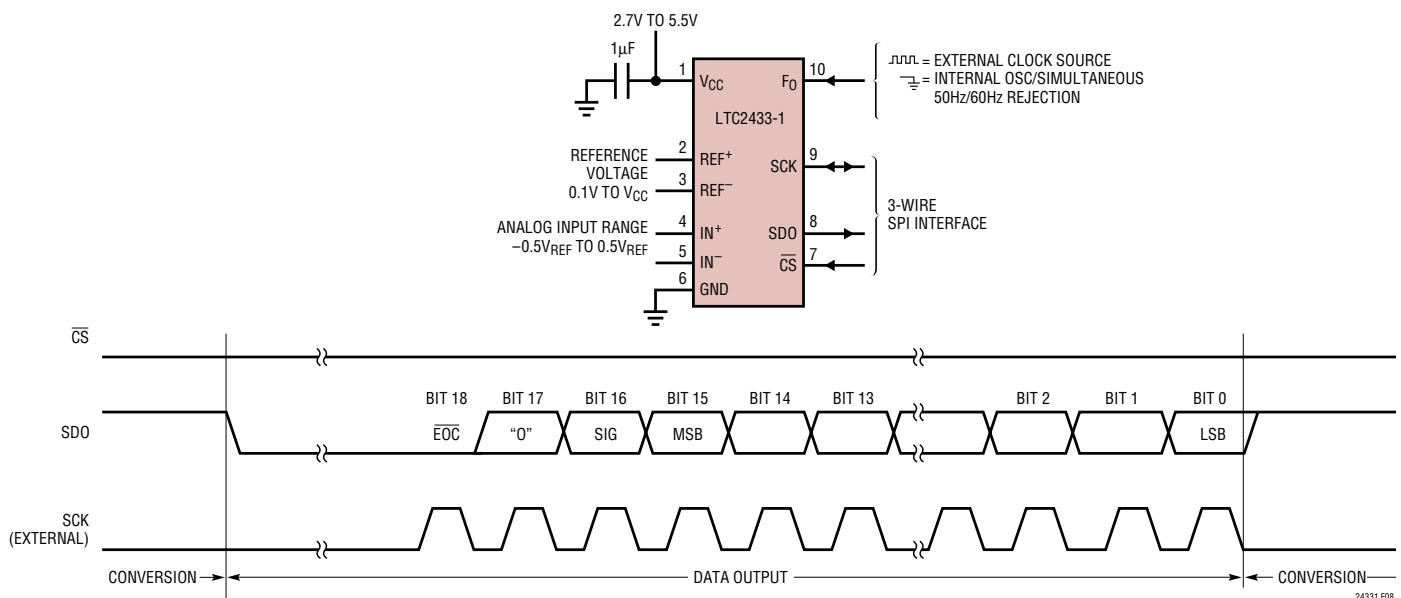 2.7V TO 5.5V
1µF
1
VCC
FO
10
LTC2433-1
= EXTERNAL CLOCK SOURCE
= INTERNAL OSC/SIMULTANEOUS
50Hz/60Hz REJECTION
REFERENCE
VOLTAGE
0.1V TO VCC
2
REF+
3
REF–
SCK
9
ANALOG INPUT RANGE
–0.5VREF TO 0.5VREF
4
IN+
5
IN–
6
GND
SDO
8
CS
7
3-WIRE
SPI INTERFACE
CS
SDO
BIT 18
BIT 17
BIT 16
BIT 15
BIT 14
BIT 13
BIT 2
BIT 1
BIT 0
EOC
“O”
SIG
MSB
LSB
SCK
(EXTERNAL)
CONVERSION
DATA OUTPUT
CONVERSION
24331 F08